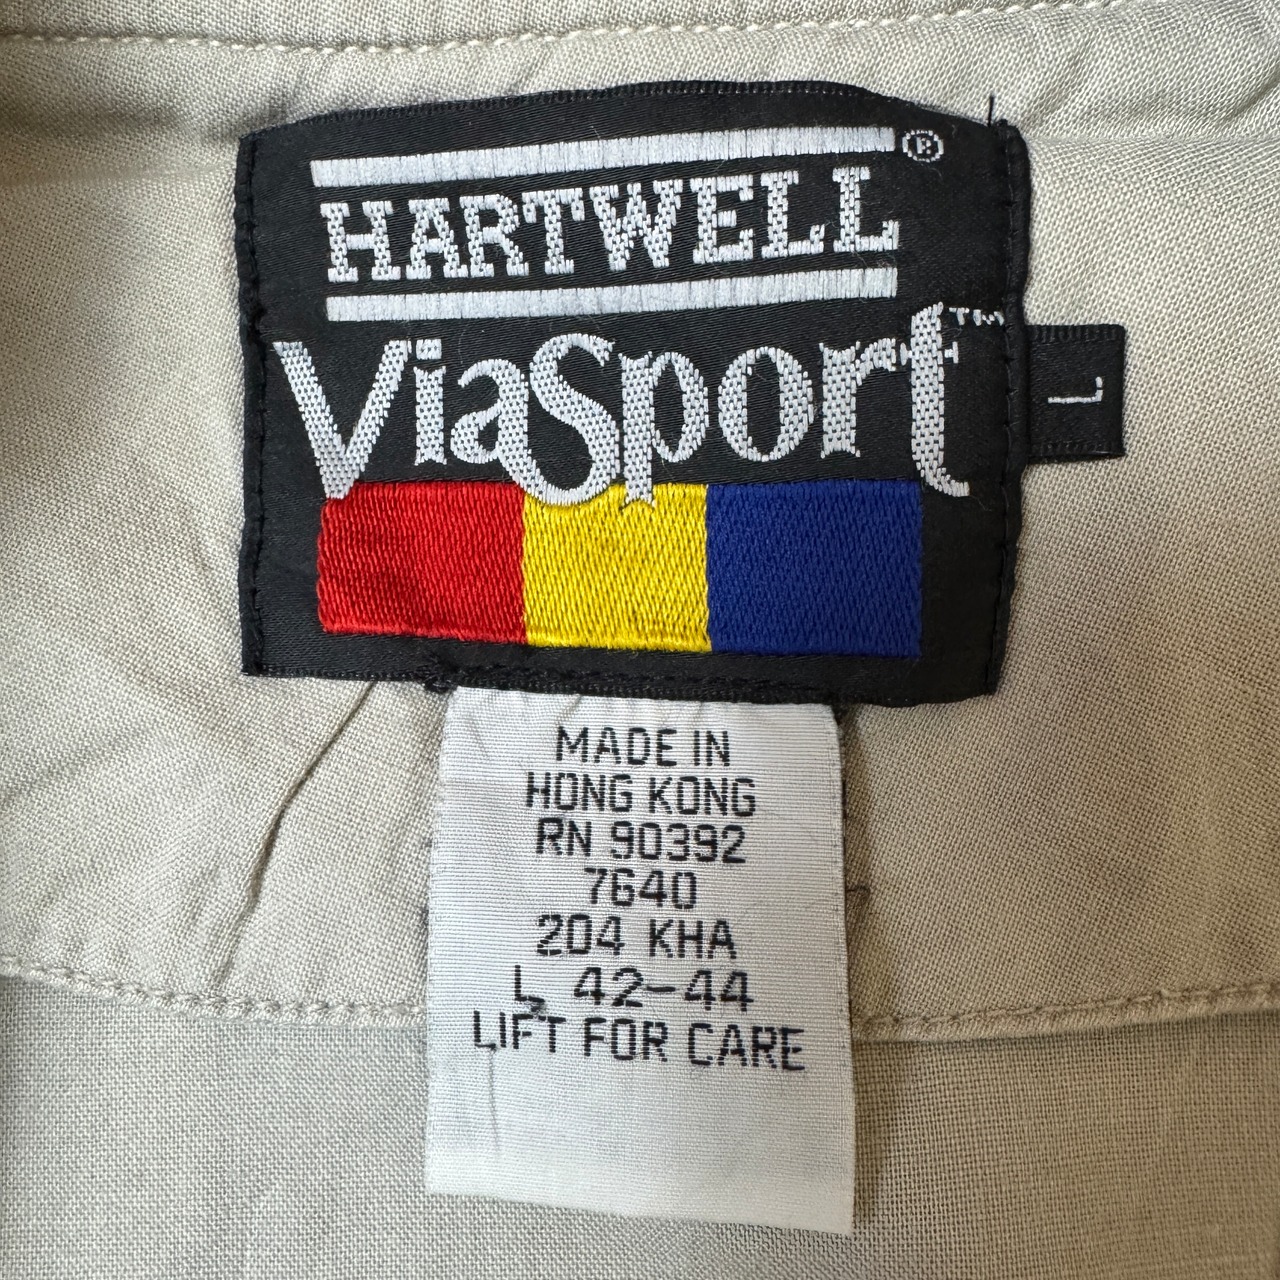 HARTWELL®
ViaSport™
L
MADE IN
HONG KONG
RN 90392
7640
204 KHA
L 42-44
LIFT FOR CARE